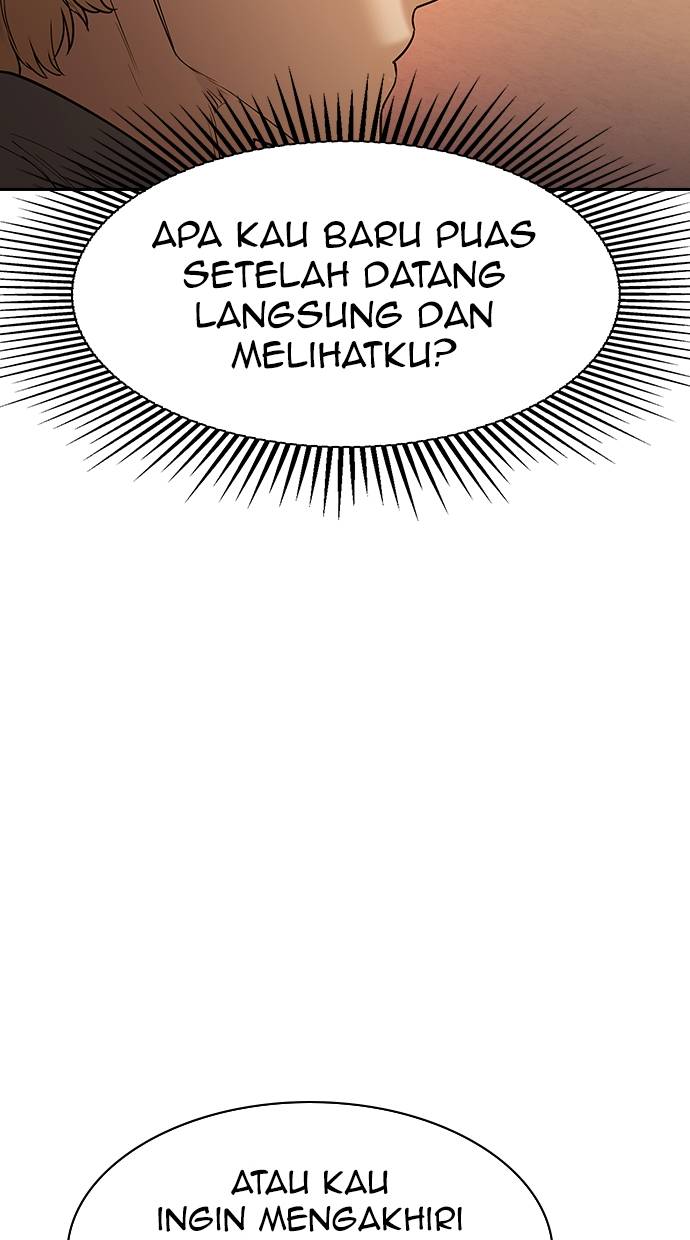 APA KAU BARU PUAS
SETELAH DATANG
LANGSUNG DAN
MELIHATKU?
ATAU KAU
INGIN MENGAKHIRI